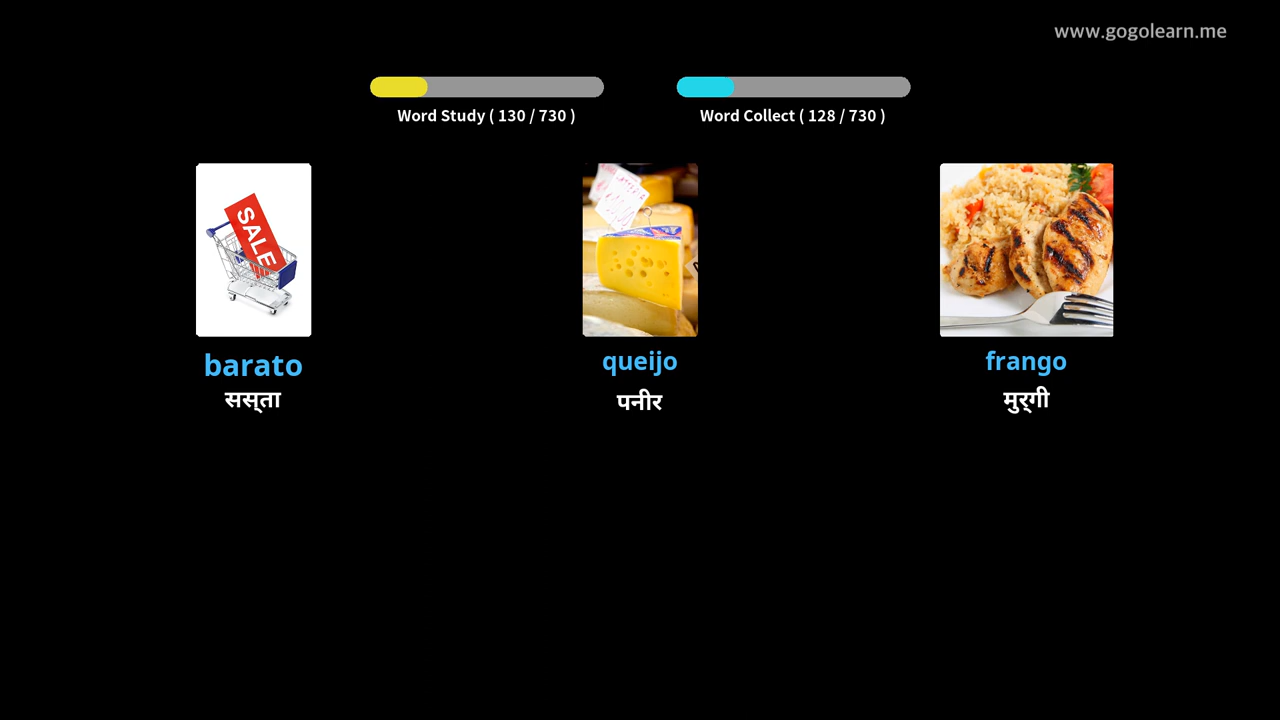 www.gogolearn.me
Word Study ( 130 / 730 )
Word Collect ( 128 / 730 )
SALE
barato
queijo
frango
सस्ता
पनीर
मुर्गी